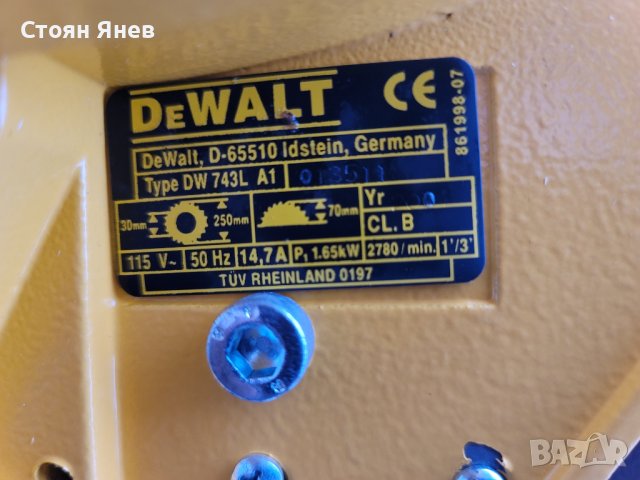 Стоян Янев
DEWALT CE
861998-07
DeWalt, D-65510 Idstein, Germany
Type DW 743L A1
Yr
30mm 250mm 70mm
CL. B
115 V~ 50 Hz 14,7A P₁ 1.65kW 2780/min. 1'/3'
TÜV RHEINLAND 0197
BAZAR